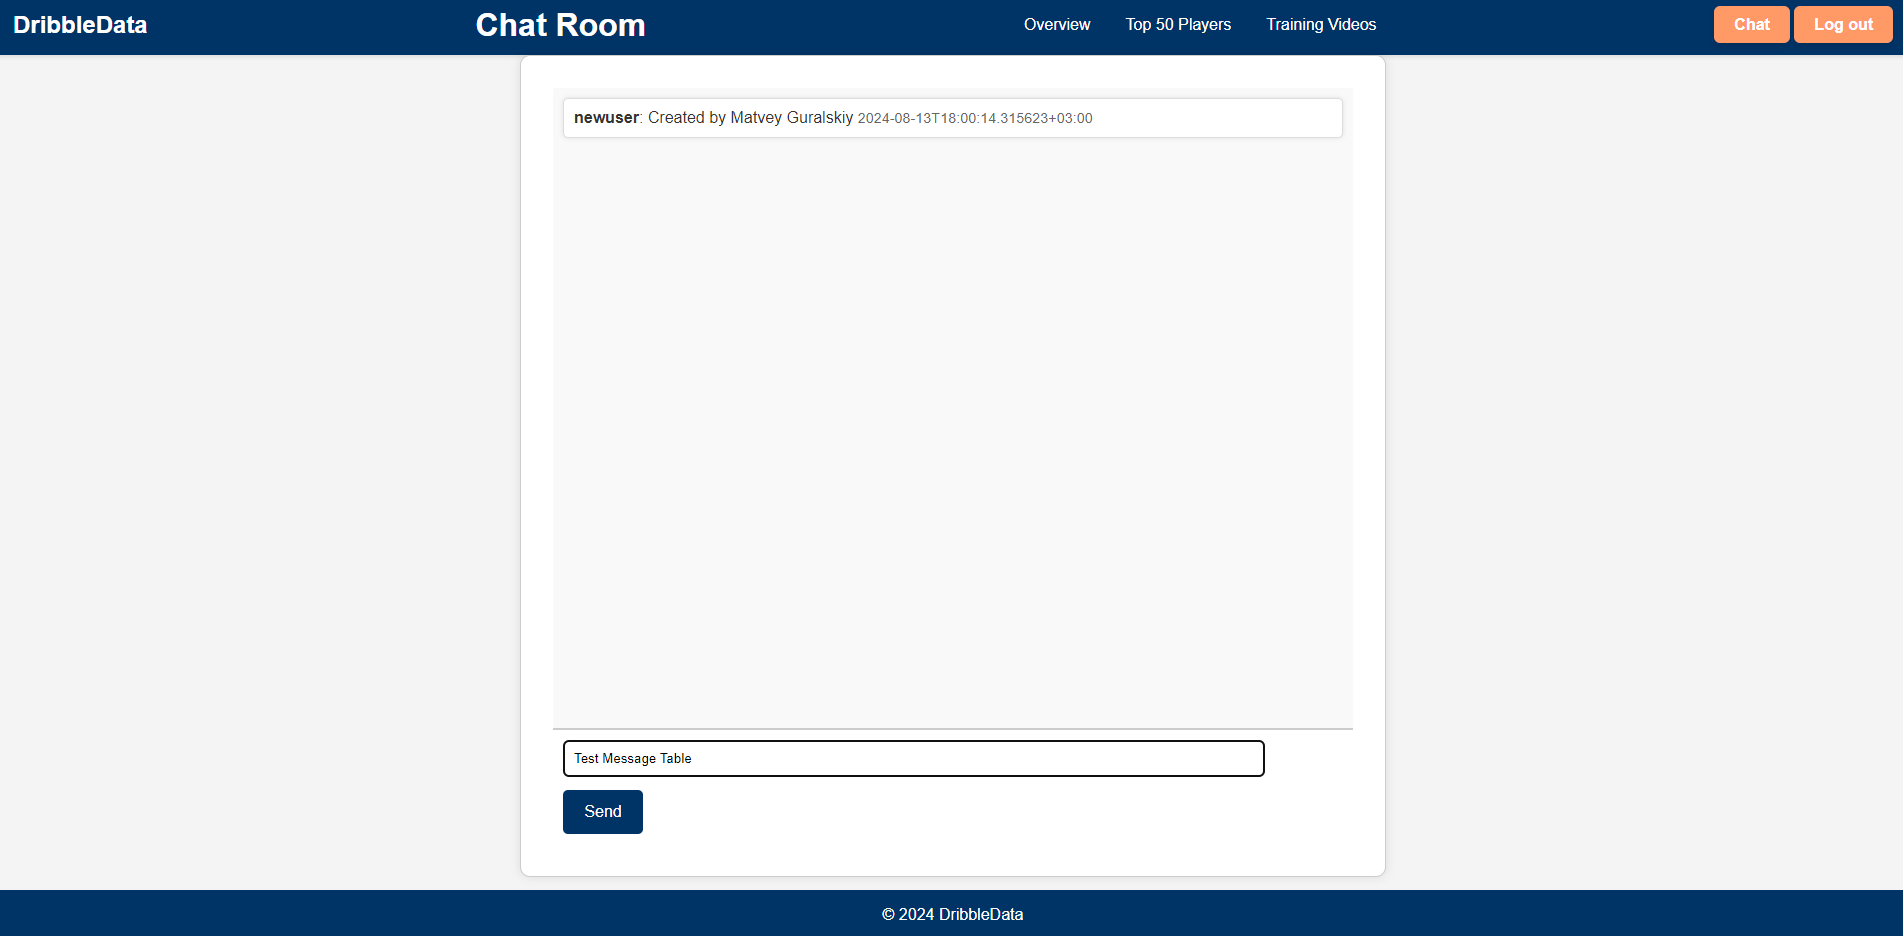 DribbleData
Chat Room
Overview Top 50 Players Training Videos
Chat Log out
newuser: Created by Matvey Guralskiy 2024-08-13T18:00:14.315623+03:00
Test Message Table
Send
© 2024 DribbleData